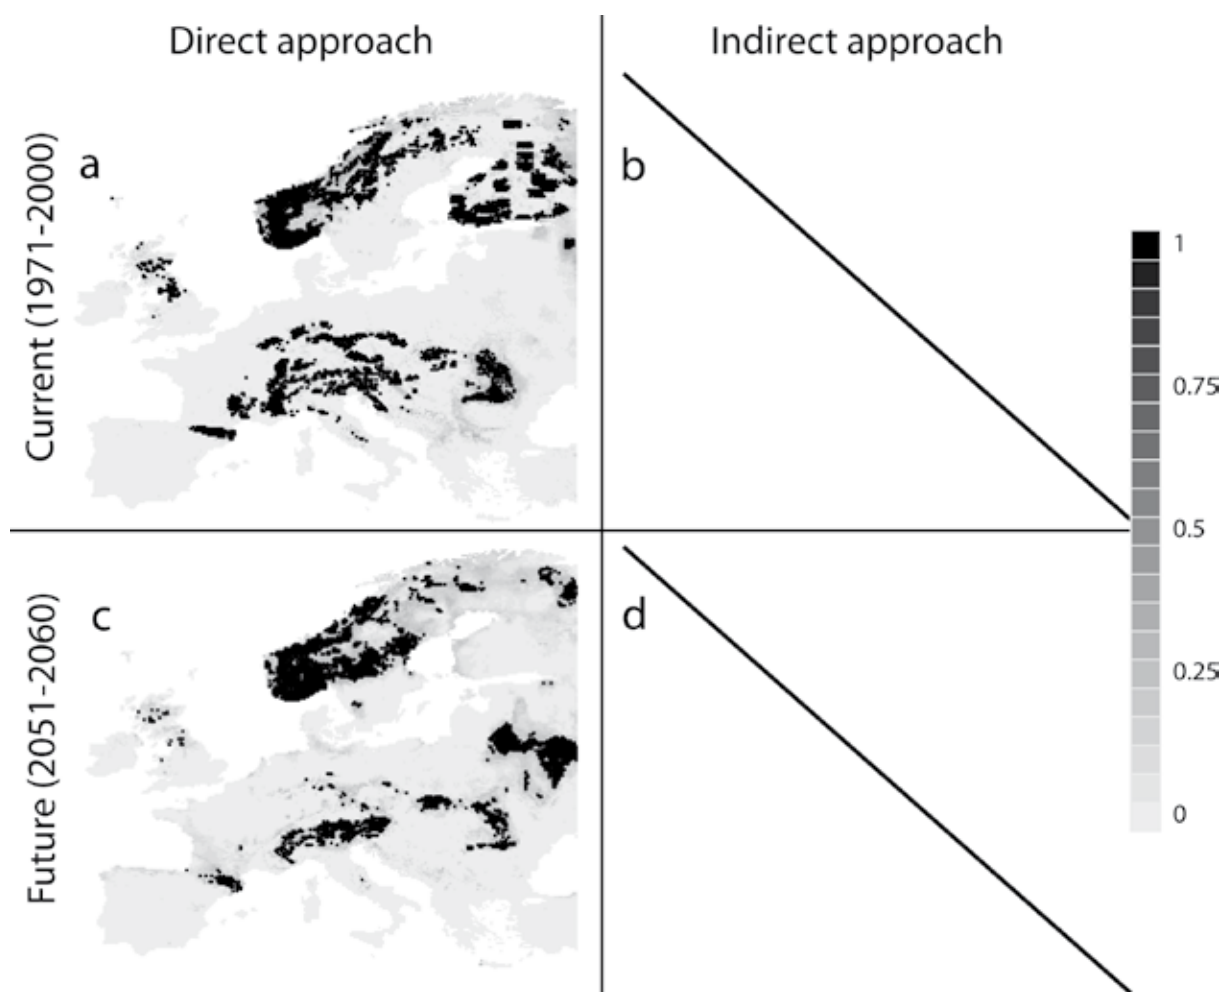 Direct approach
Indirect approach
Current (1971-2000)
a
b
1
0.75
0.5
0.25
0
Future (2051-2060)
c
d